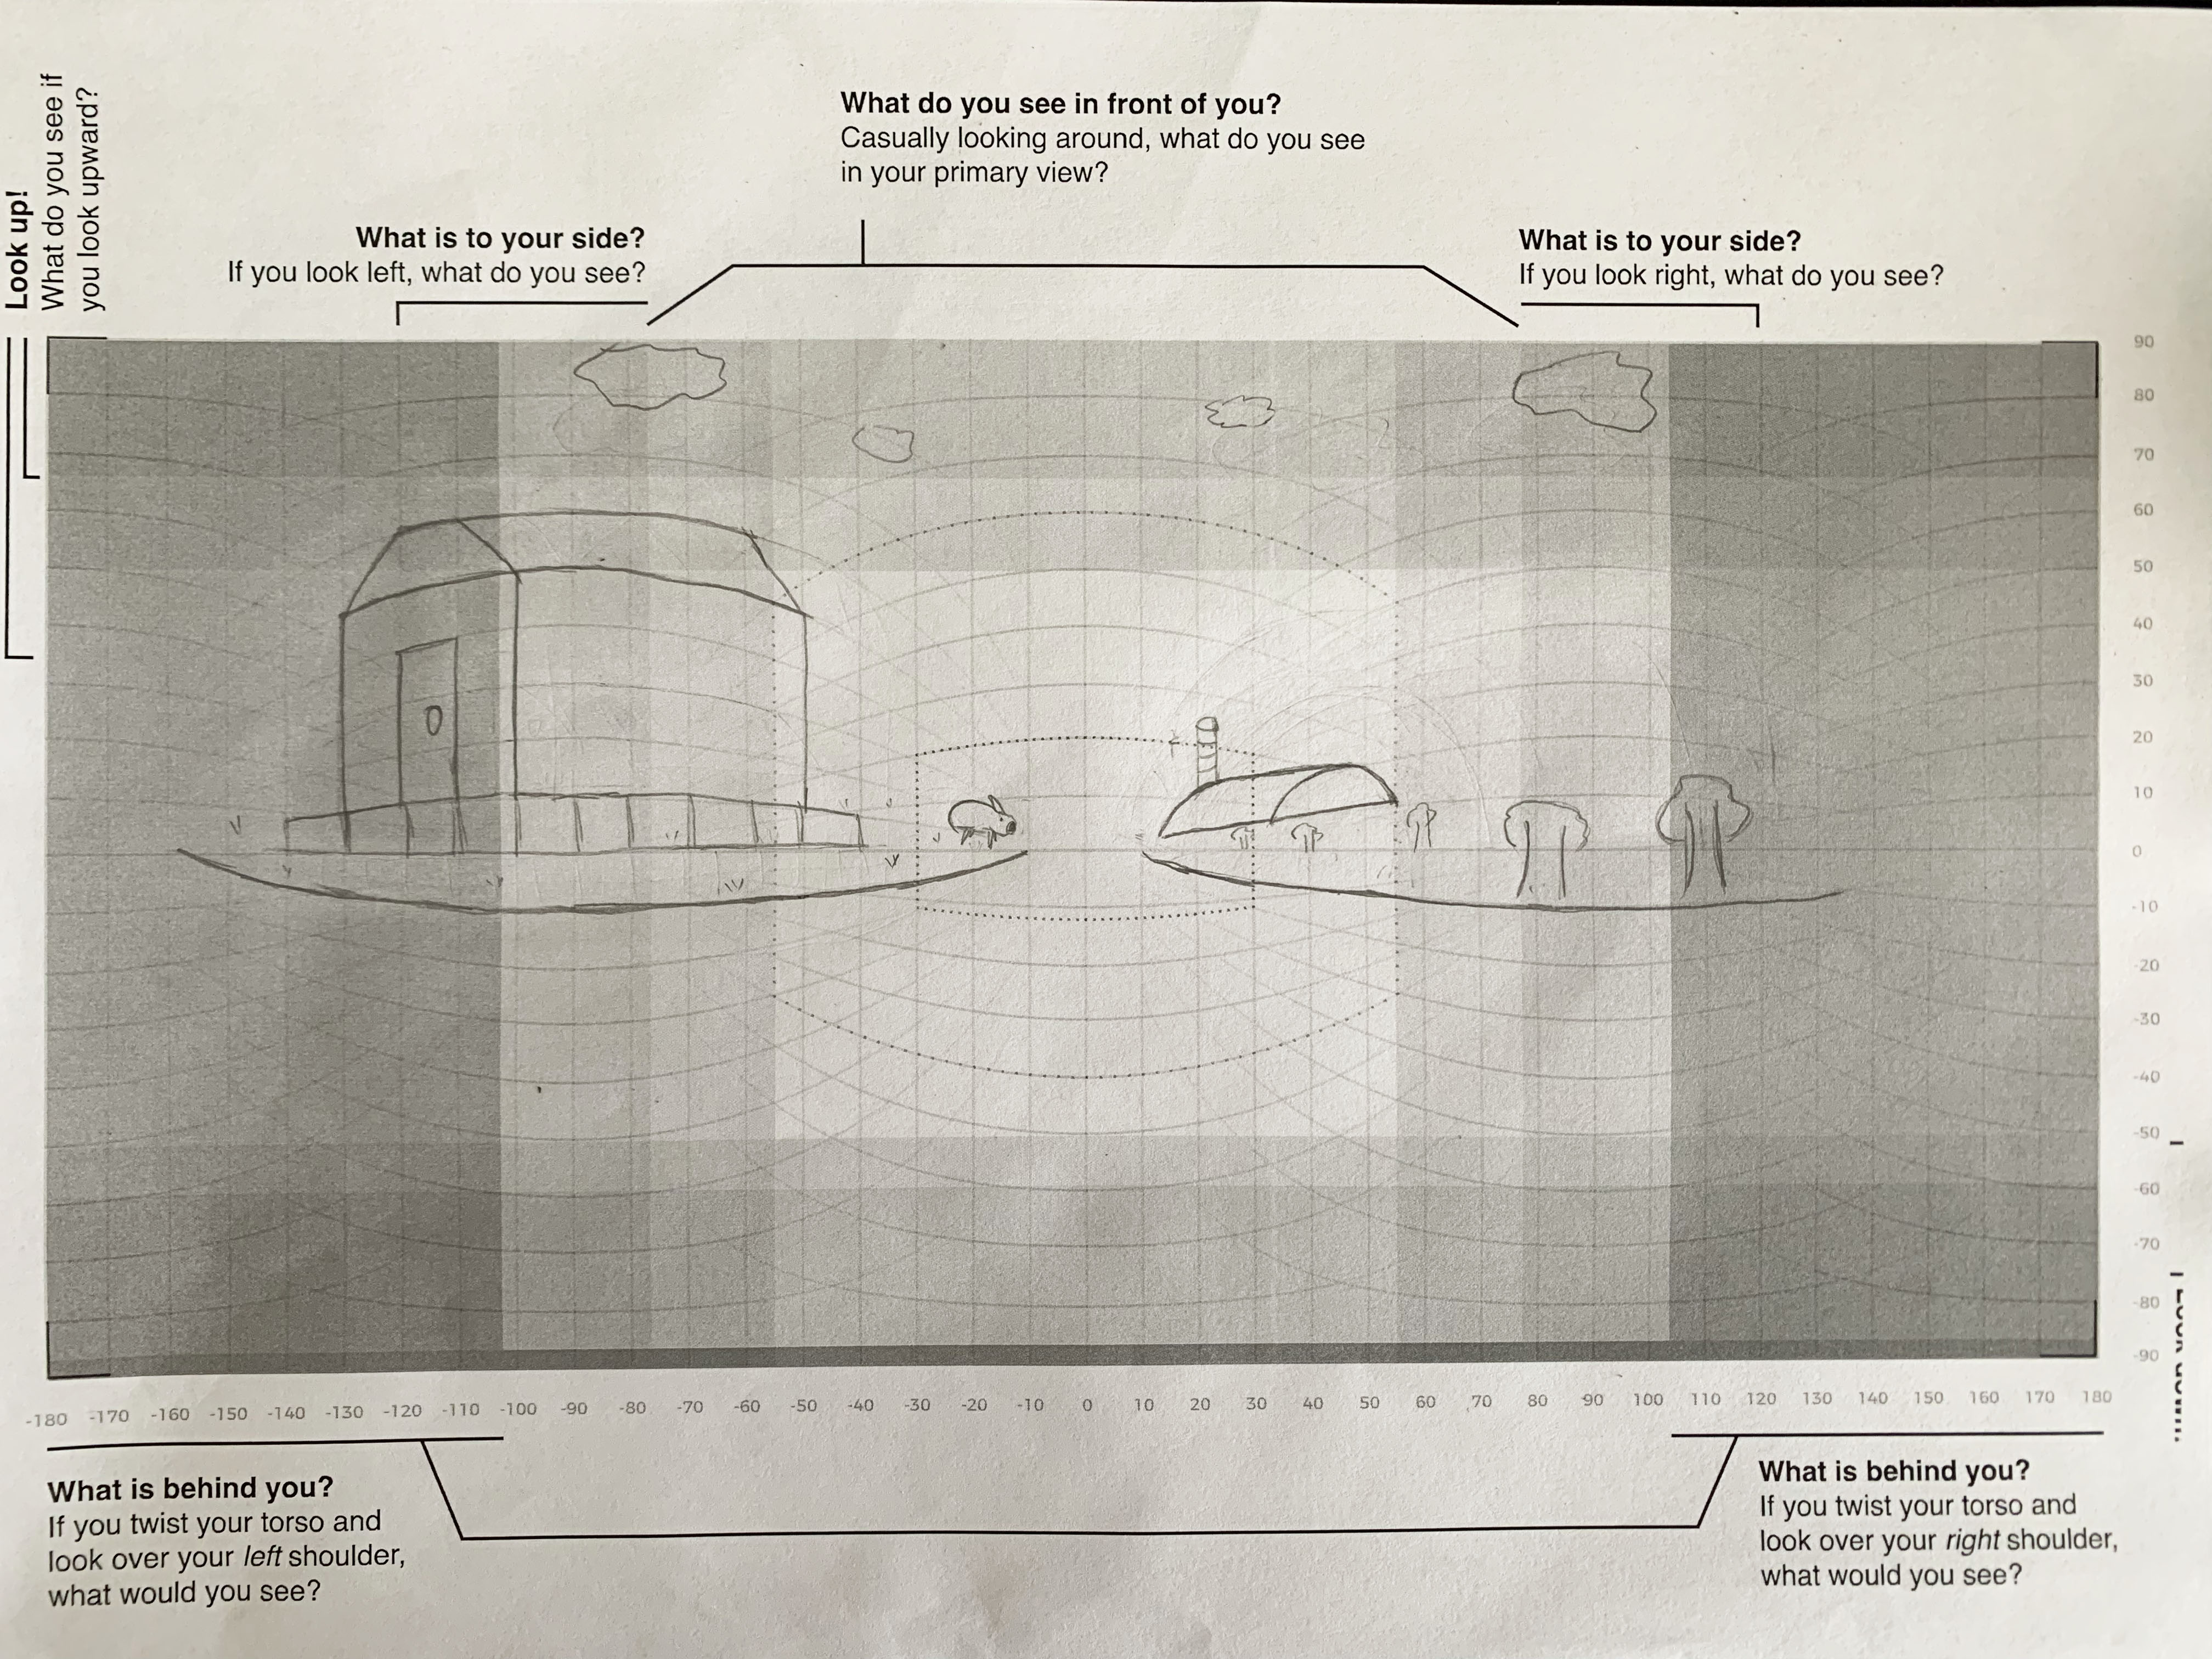 Look up!
What do you see if
you look upward?
What do you see in front of you?
Casually looking around, what do you see
in your primary view?
What is to your side?
If you look left, what do you see?
What is to your side?
If you look right, what do you see?
90
80
70
60
50
40
30
20
10
0
-10
-20
-30
-40
-50
-60
-70
-80
-90
-180 -170 -160 -150 -140 -130 -120 -110 -100 -90 -80 -70 -60 -50 -40 -30 -20 -10 0 10 20 30 40 50 60 70 80 90 100 110 120 130 140 150 160 170 180
What is behind you?
If you twist your torso and
look over your left shoulder,
what would you see?
What is behind you?
If you twist your torso and
look over your right shoulder,
what would you see?